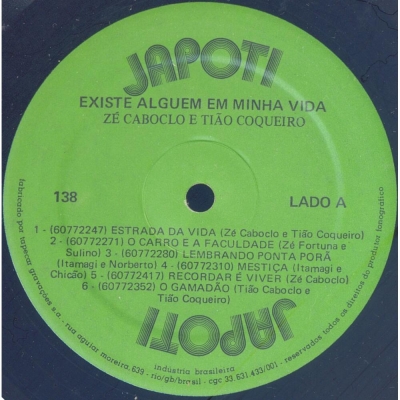 JAPOTI
EXISTE ALGUEM EM MINHA VIDA
ZÉ CABOCLO E TIÃO COQUEIRO
138
LADO A
1 - (60772247) ESTRADA DA VIDA (Zé Caboclo e Tião Coqueiro)
2 - (60772271) O CARRO E A FACULDADE (Zé Fortuna e
Sulino) 3 - (60772280) LEMBRANDO PONTA PORÃ
(Itamagi e Norberto) 4 - (60772310) MESTIÇA (Itamagi e
Chicão) 5 - (60772417) RECORDAR É VIVER (Zé Caboclo)
6 - (60772352) O GAMADÃO (Tião Caboclo e
Tião Coqueiro)
JAPOTI
indústria brasileira
fabricado por tapecar gravações s.a. - rua aguiar moreira, 639 - rio/gb/brasil - cgc 33.631.433/001 - reservados todos os direitos do produtor fonográfico